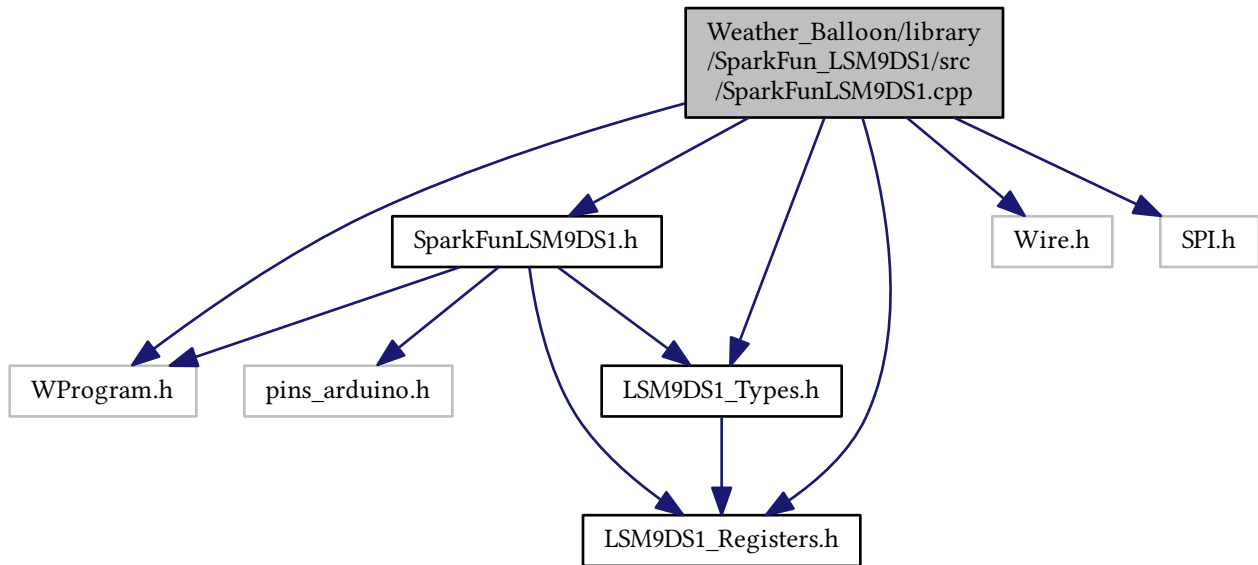 Weather_Balloon/library
/SparkFun_LSM9DS1/src
/SparkFunLSM9DS1.cpp
SparkFunLSM9DS1.h
Wire.h
SPI.h
WProgram.h
pins_arduino.h
LSM9DS1_Types.h
LSM9DS1_Registers.h